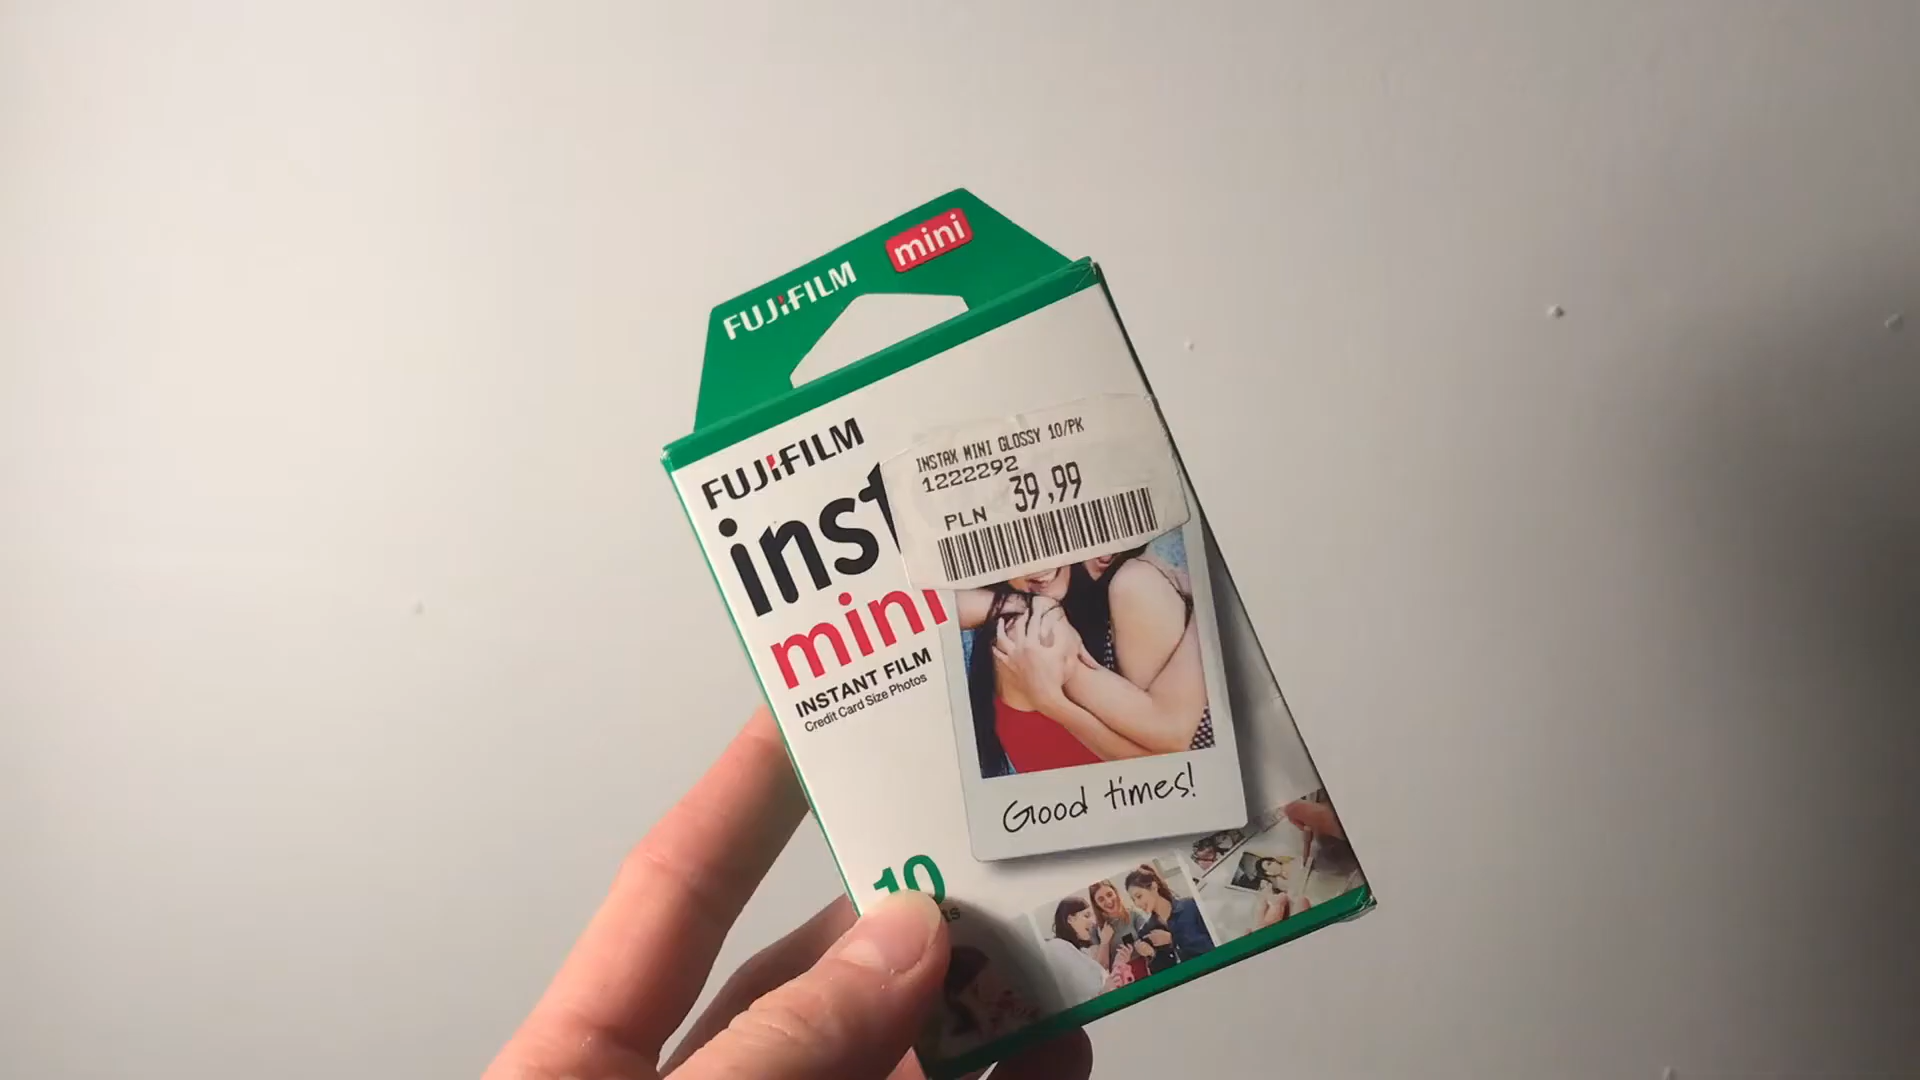 FUJIFILM mini
FUJIFILM
inst
mini
INSTANT FILM
Credit Card Size Photos
INSTAX MINI GLOSSY 10/PK
1222292
PLN 39,99
Good times!
10